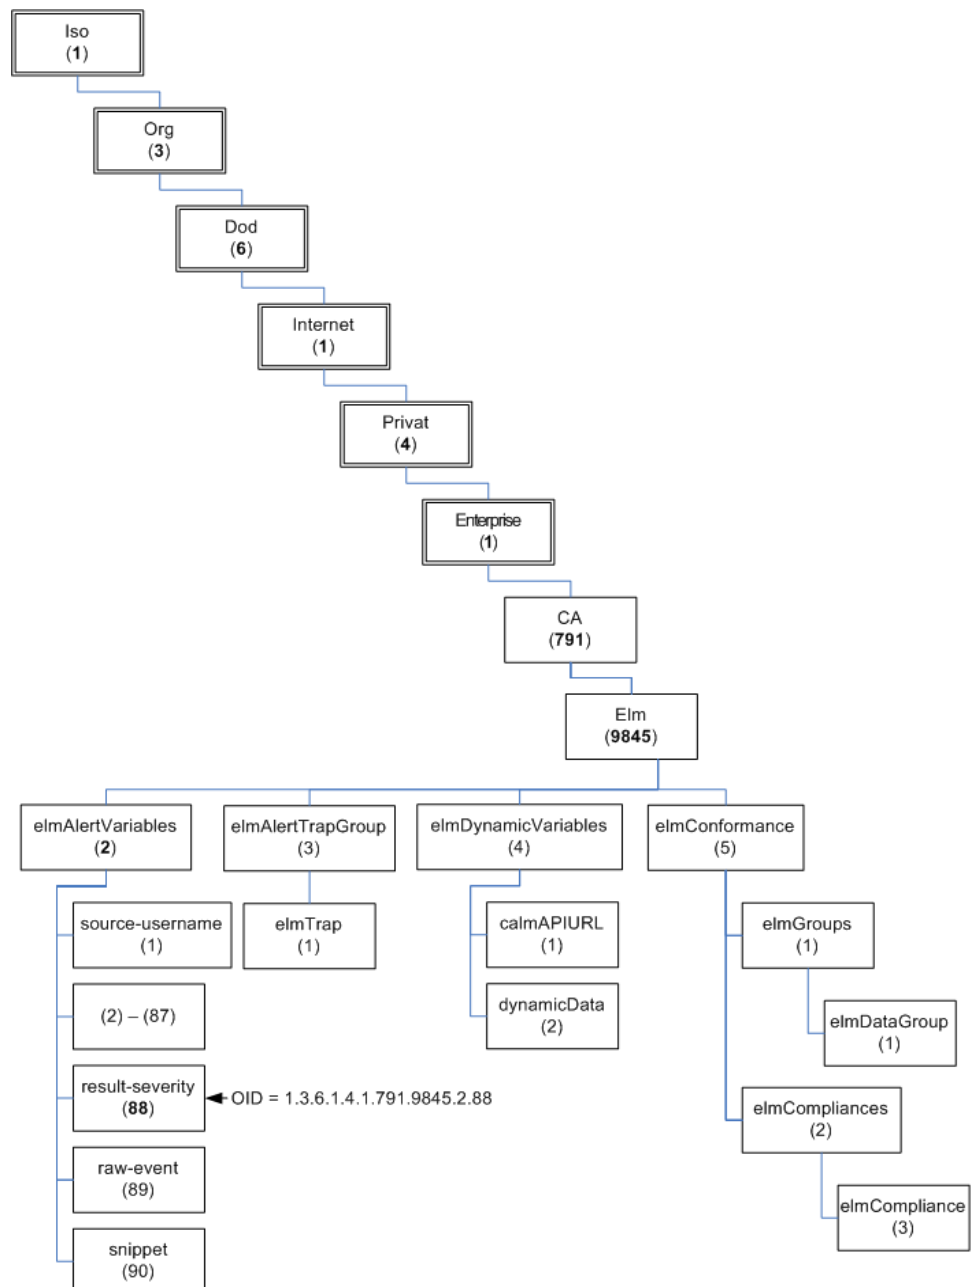 Iso
(1)
Org
(3)
Dod
(6)
Internet
(1)
Privat
(4)
Enterprise
(1)
CA
(791)
Elm
(9845)
elmAlertVariables
(2)
elmAlertTrapGroup
(3)
elmDynamicVariables
(4)
elmConformance
(5)
source-username
(1)
elmTrap
(1)
calmAPIURL
(1)
elmGroups
(1)
(2) – (87)
dynamicData
(2)
elmDataGroup
(1)
result-severity
(88)
OID = 1.3.6.1.4.1.791.9845.2.88
elmCompliances
(2)
raw-event
(89)
elmCompliance
(3)
snippet
(90)